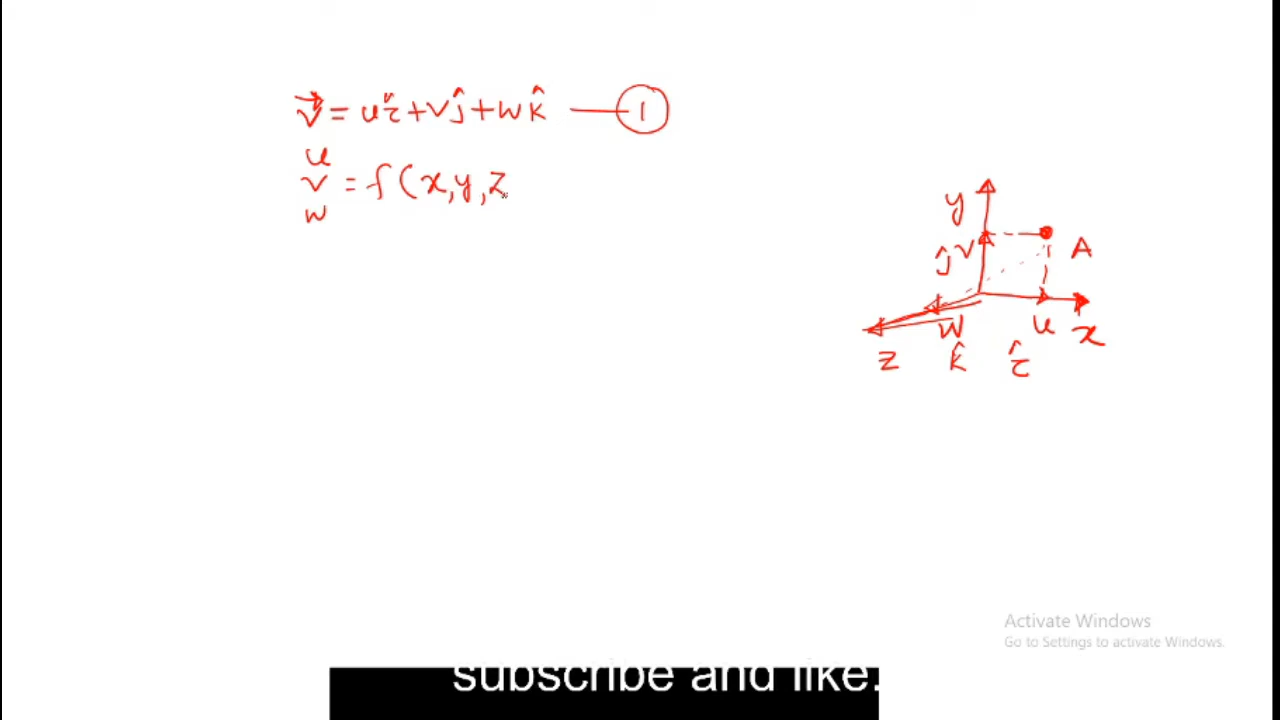 V⃗ = uî + vĵ + wk̂ —— ①
u
v = f(x,y,z
w
y
ĵ v A
w u x
z k̂ î
Activate Windows
Go to Settings to activate Windows.
subscribe and like.